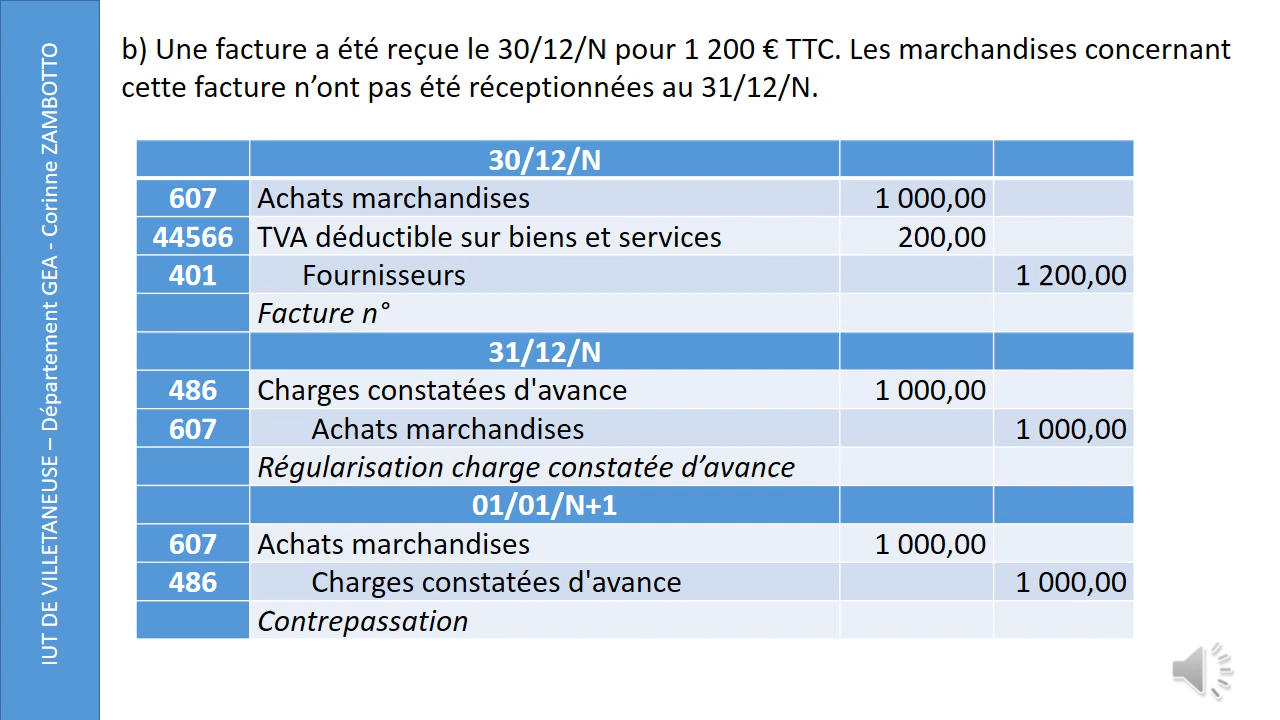 IUT DE VILLETANEUSE – Département GEA - Corinne ZAMBOTTO
b) Une facture a été reçue le 30/12/N pour 1 200 € TTC. Les marchandises concernant
cette facture n’ont pas été réceptionnées au 31/12/N.
30/12/N
607 Achats marchandises 1 000,00
44566 TVA déductible sur biens et services 200,00
401 Fournisseurs 1 200,00
Facture n°
31/12/N
486 Charges constatées d'avance 1 000,00
607 Achats marchandises 1 000,00
Régularisation charge constatée d’avance
01/01/N+1
607 Achats marchandises 1 000,00
486 Charges constatées d'avance 1 000,00
Contrepassation